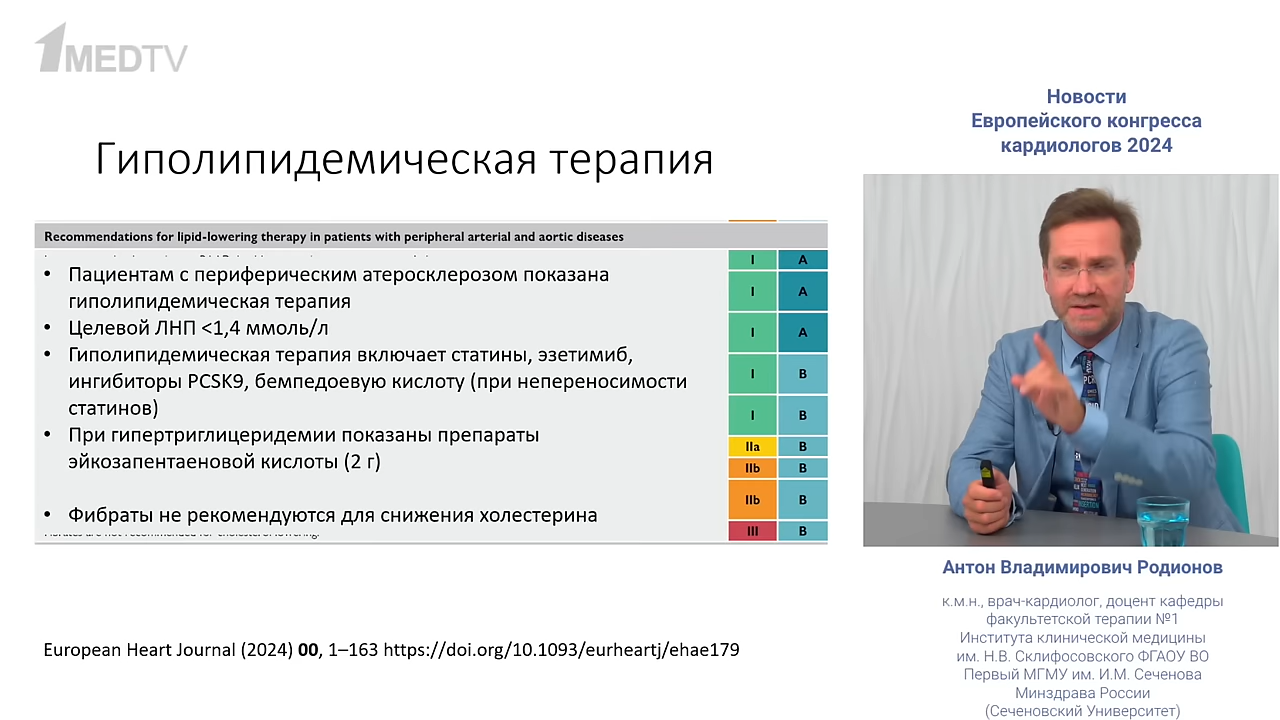 1MEDTV
Новости
Европейского конгресса
кардиологов 2024
Гиполипидемическая терапия
Recommendations for lipid-lowering therapy in patients with peripheral arterial and aortic diseases
• Пациентам с периферическим атеросклерозом показана
гиполипидемическая терапия
• Целевой ЛНП <1,4 ммоль/л
• Гиполипидемическая терапия включает статины, эзетимиб,
ингибиторы PCSK9, бемпедоевую кислоту (при непереносимости
статинов)
• При гипертриглицеридемии показаны препараты
эйкозапентаеновой кислоты (2 г)
• Фибраты не рекомендуются для снижения холестерина
I A
I A
I A
I B
I B
IIa B
IIb B
IIb B
III B
European Heart Journal (2024) 00, 1–163 https://doi.org/10.1093/eurheartj/ehae179
Антон Владимирович Родионов
к.м.н., врач-кардиолог, доцент кафедры
факультетской терапии №1
Института клинической медицины
им. Н.В. Склифосовского ФГАОУ ВО
Первый МГМУ им. И.М. Сеченова
Минздрава России
(Сеченовский Университет)